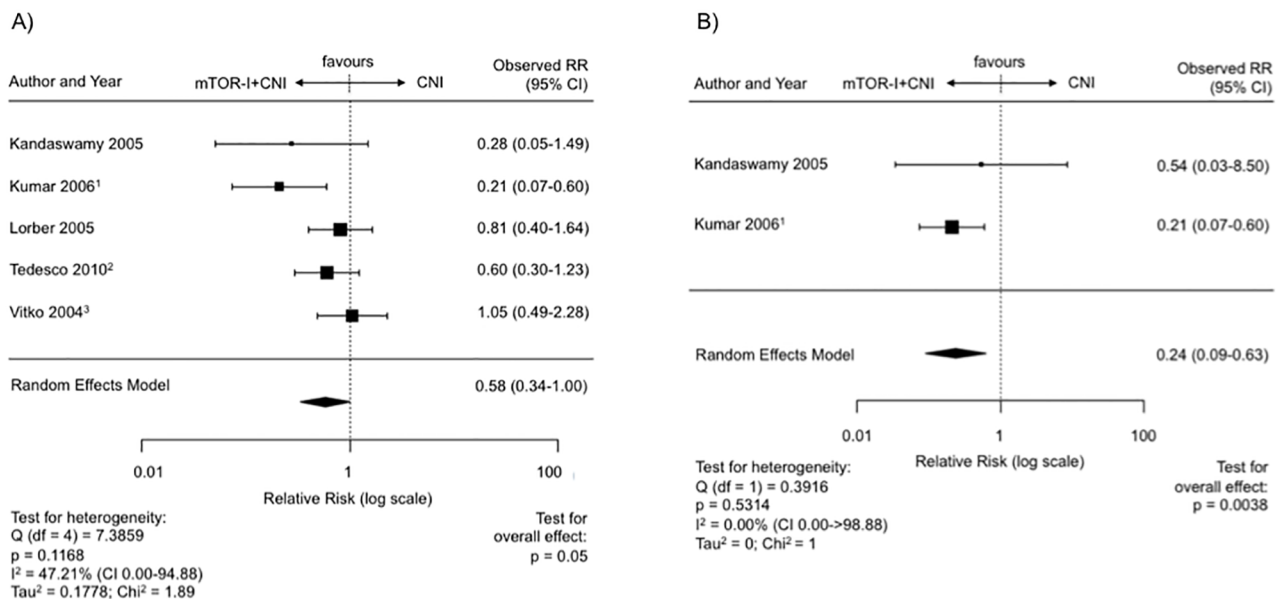 A)
favours
Author and Year mTOR-I+CNI CNI Observed RR
(95% CI)
Kandaswamy 2005 0.28 (0.05-1.49)
Kumar 2006¹ 0.21 (0.07-0.60)
Lorber 2005 0.81 (0.40-1.64)
Tedesco 2010² 0.60 (0.30-1.23)
Vitko 2004³ 1.05 (0.49-2.28)
Random Effects Model 0.58 (0.34-1.00)
0.01 1 100
Relative Risk (log scale)
Test for heterogeneity:
Q (df = 4) = 7.3859
p = 0.1168
I² = 47.21% (CI 0.00-94.88)
Tau² = 0.1778; Chi² = 1.89
Test for
overall effect:
p = 0.05
B)
favours
Author and Year mTOR-I+CNI CNI Observed RR
(95% CI)
Kandaswamy 2005 0.54 (0.03-8.50)
Kumar 2006¹ 0.21 (0.07-0.60)
Random Effects Model 0.24 (0.09-0.63)
0.01 1 100
Relative Risk (log scale)
Test for heterogeneity:
Q (df = 1) = 0.3916
p = 0.5314
I² = 0.00% (CI 0.00->98.88)
Tau² = 0; Chi² = 1
Test for
overall effect:
p = 0.0038